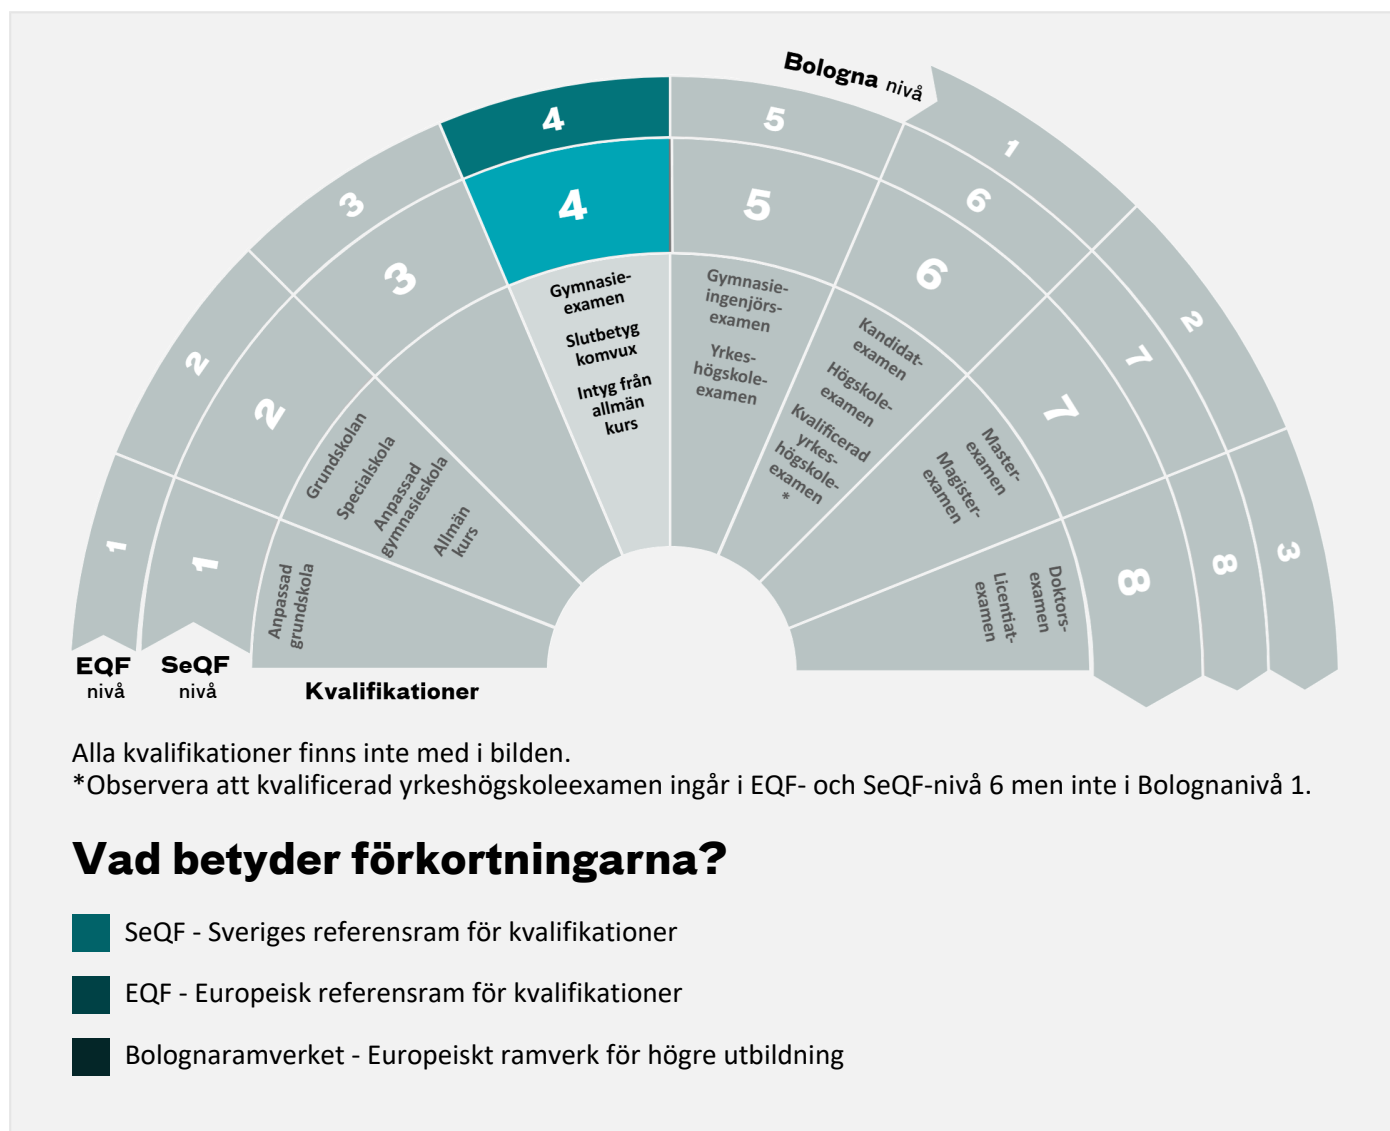 Bologna nivå
1
2
3
1
2
3
4
5
6
7
8
1
2
3
4
5
6
7
8
Anpassad
grundskola
Grundskolan
Specialskola
Anpassad
gymnasieskola
Allmän
kurs
Gymnasie-
examen
Slutbetyg
komvux
Intyg från
allmän
kurs
Gymnasie-
ingenjörs-
examen
Yrkes-
högskole-
examen
Kandidat-
examen
Högskole-
examen
Kvalificerad
yrkes-
högskole-
examen
*
Master-
examen
Magister-
examen
Doktors-
examen
Licentiat-
examen
EQF
nivå
SeQF
nivå
Kvalifikationer
Alla kvalifikationer finns inte med i bilden.
*Observera att kvalificerad yrkeshögskoleexamen ingår i EQF- och SeQF-nivå 6 men inte i Bolognanivå 1.
Vad betyder förkortningarna?
SeQF - Sveriges referensram för kvalifikationer
EQF - Europeisk referensram för kvalifikationer
Bolognaramverket - Europeiskt ramverk för högre utbildning